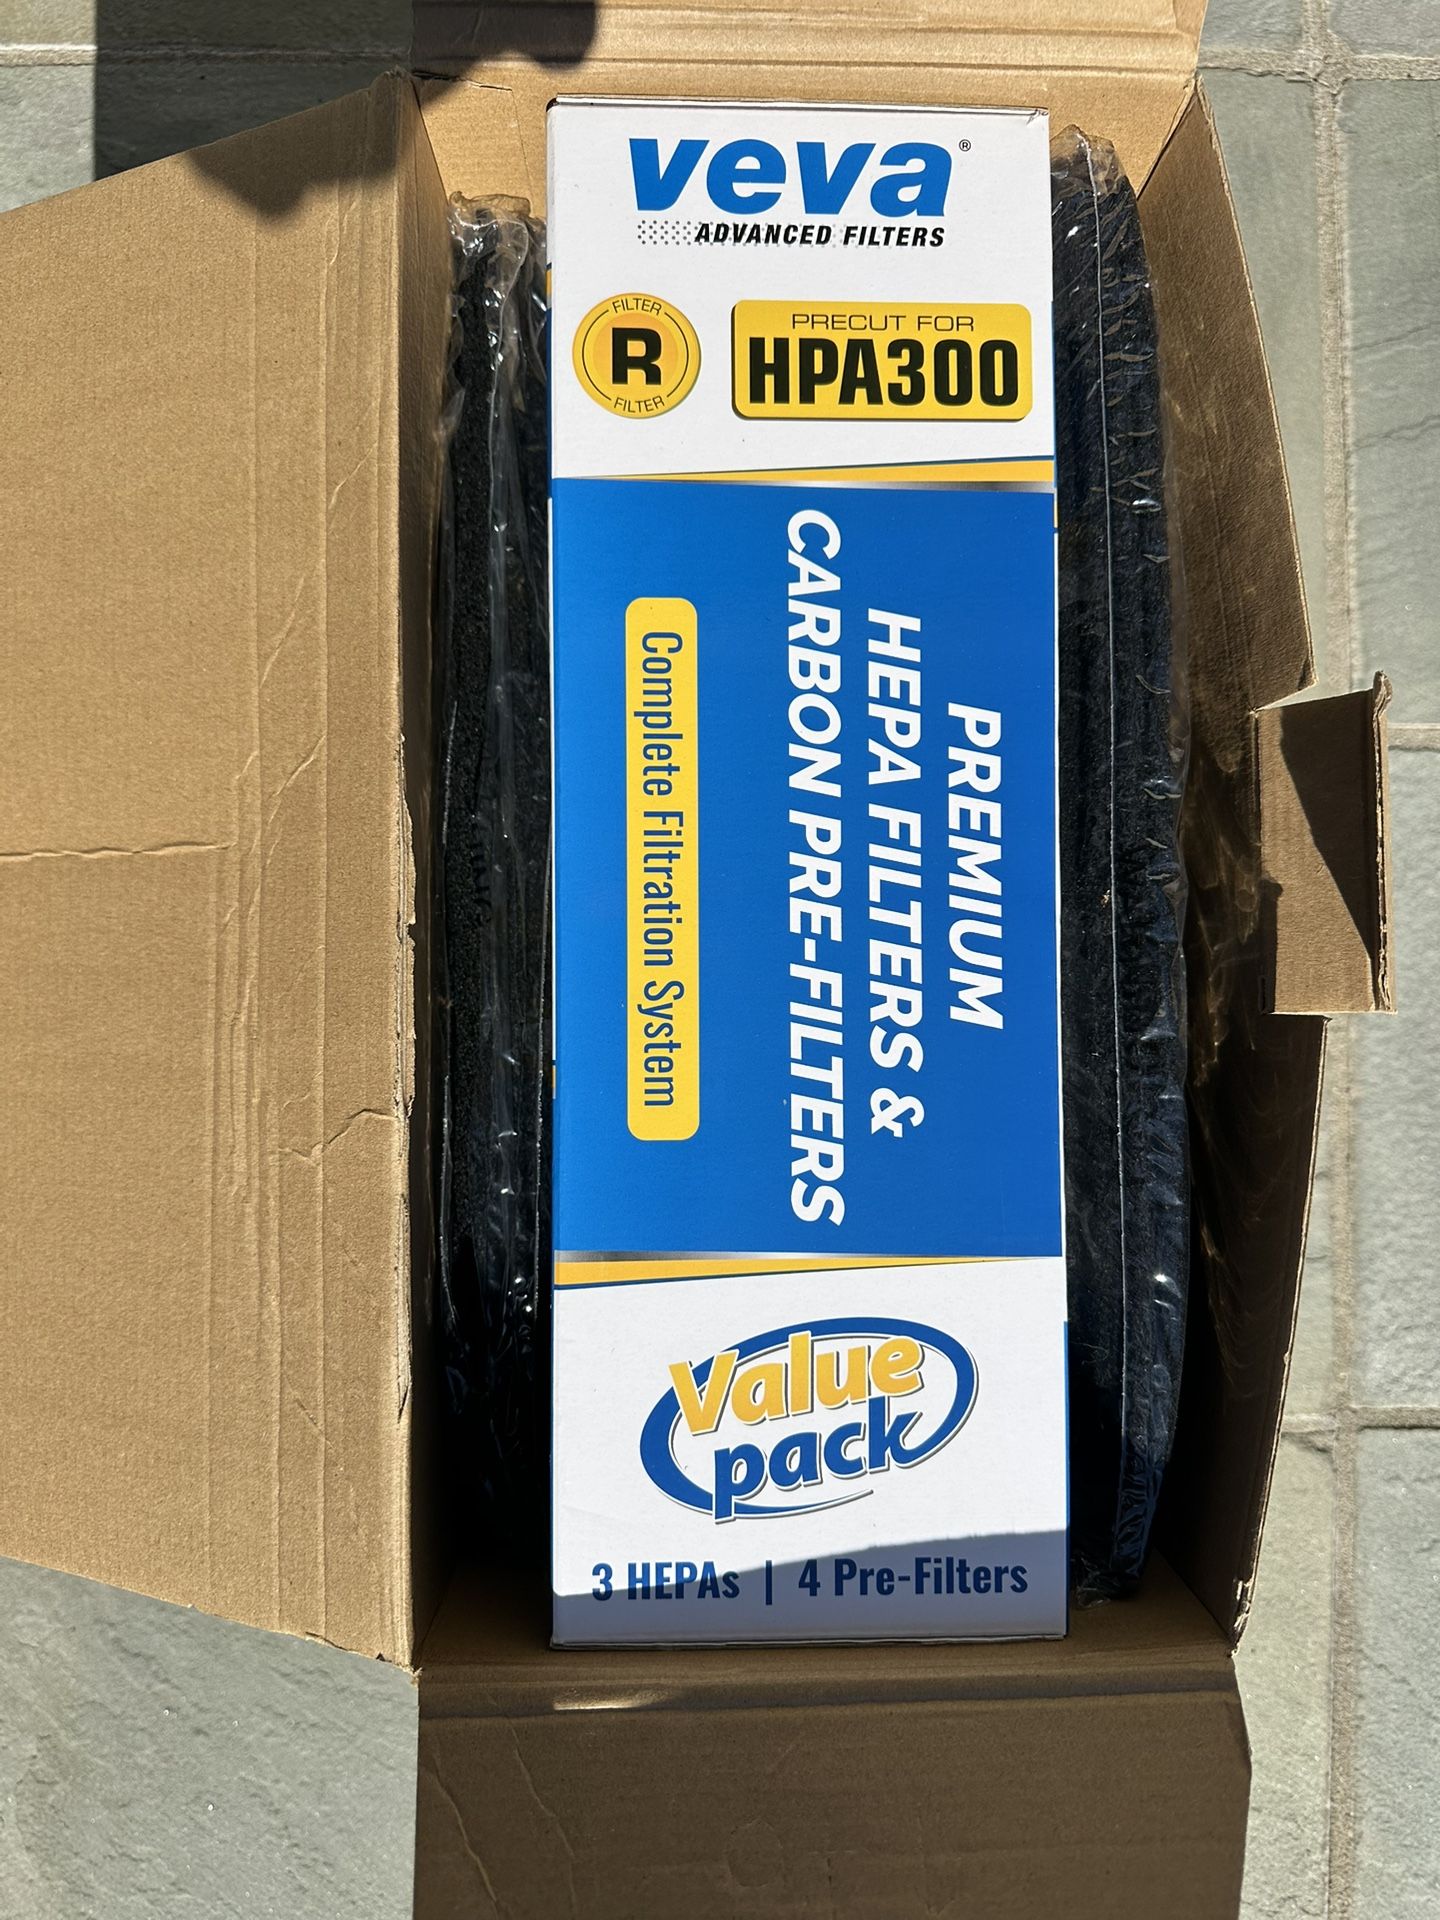 veva®
ADVANCED FILTERS
FILTER
R
FILTER
PRECUT FOR
HPA300
PREMIUM
HEPA FILTERS &
CARBON PRE-FILTERS
Complete Filtration System
Value
pack
3 HEPAs | 4 Pre-Filters